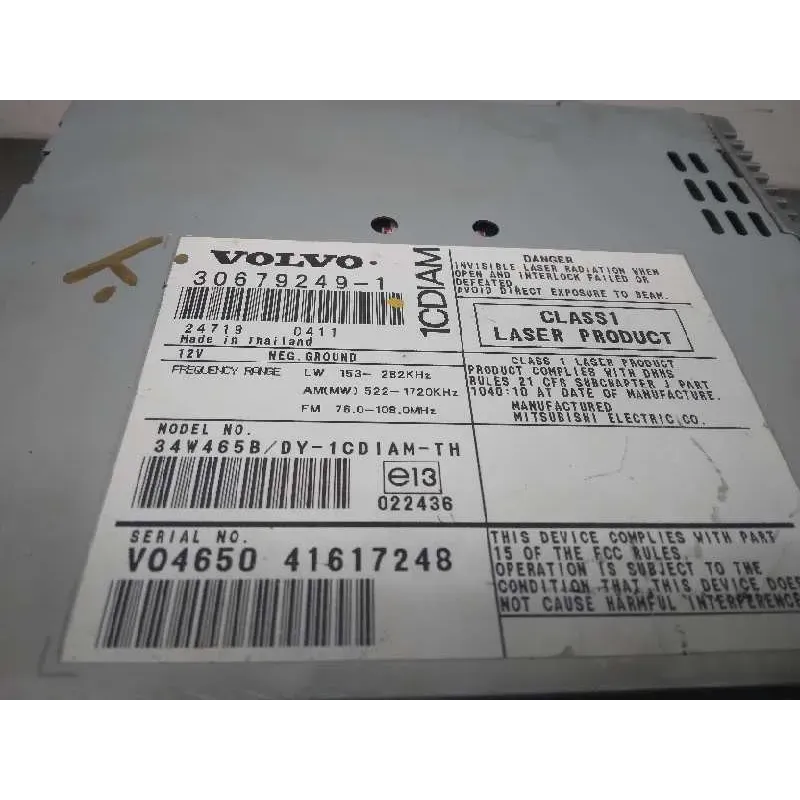 VOLVO
30679249-1
1CDIAM
24719 0411
Made in Thailand
12V NEG. GROUND
FREQUENCY RANGE LW 153- 282KHz
AM(MW) 522-1720KHz
FM 76.0-108.0MHz
MODEL NO.
34W465B/DY-1CDIAM-TH
e13
022436
SERIAL NO.
VO4650 41617248
DANGER
INVISIBLE LASER RADIATION WHEN
OPEN AND INTERLOCK FAILED OR
DEFEATED.
AVOID DIRECT EXPOSURE TO BEAM.
CLASS1
LASER PRODUCT
CLASS 1 LASER PRODUCT
PRODUCT COMPLIES WITH DHHS
RULES 21 CFR SUBCHAPTER J PART
1040:10 AT DATE OF MANUFACTURE.
MANUFACTURED
MITSUBISHI ELECTRIC CO.
THIS DEVICE COMPLIES WITH PART
15 OF THE FCC RULES.
OPERATION IS SUBJECT TO THE
CONDITION THAT THIS DEVICE DOES
NOT CAUSE HARMFUL INTERFERENCE